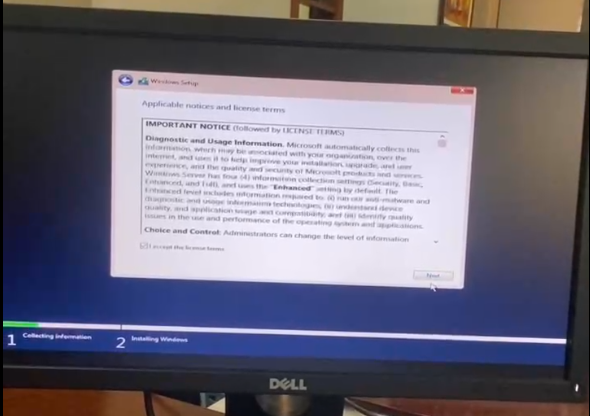 Windows Setup
Applicable notices and license terms
IMPORTANT NOTICE (followed by LICENSE TERMS)
Diagnostic and Usage Information. Microsoft automatically collects this
information, which may be associated with your organization, over the
internet, and uses it to help improve your installation, upgrade, and user
experience, and the quality and security of Microsoft products and services.
Windows Server has four (4) information collection settings (Security, Basic,
Enhanced, and Full), and uses the "Enhanced" setting by default. The
Enhanced level includes information required to: (i) run our anti-malware and
diagnostic and usage information technologies; (ii) understand device
quality, and application usage and compatibility; and (iii) identify quality
issues in the use and performance of the operating system and applications.
Choice and Control: Administrators can change the level of information
I accept the license terms
Next
1 Collecting information
2 Installing Windows
DELL